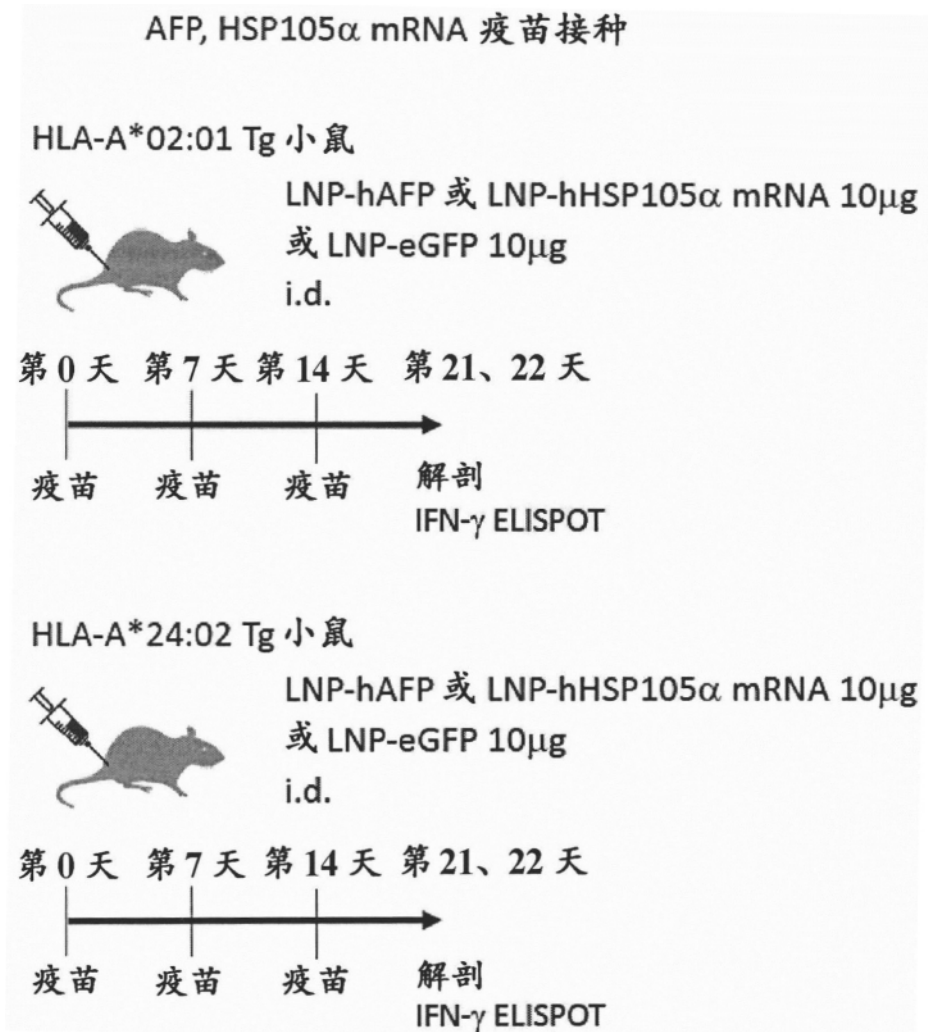 AFP, HSP105α mRNA 疫苗接种
HLA-A*02:01 Tg 小鼠
LNP-hAFP 或 LNP-hHSP105α mRNA 10μg
或 LNP-eGFP 10μg
i.d.
第 0 天 第 7 天 第 14 天 第 21、22 天
疫苗 疫苗 疫苗 解剖
IFN-γ ELISPOT
HLA-A*24:02 Tg 小鼠
LNP-hAFP 或 LNP-hHSP105α mRNA 10μg
或 LNP-eGFP 10μg
i.d.
第 0 天 第 7 天 第 14 天 第 21、22 天
疫苗 疫苗 疫苗 解剖
IFN-γ ELISPOT